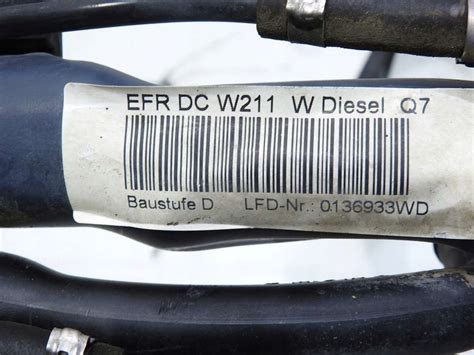 EFR DC W211 W Diesel Q7
Baustufe D LFD-Nr.: 0136933WD